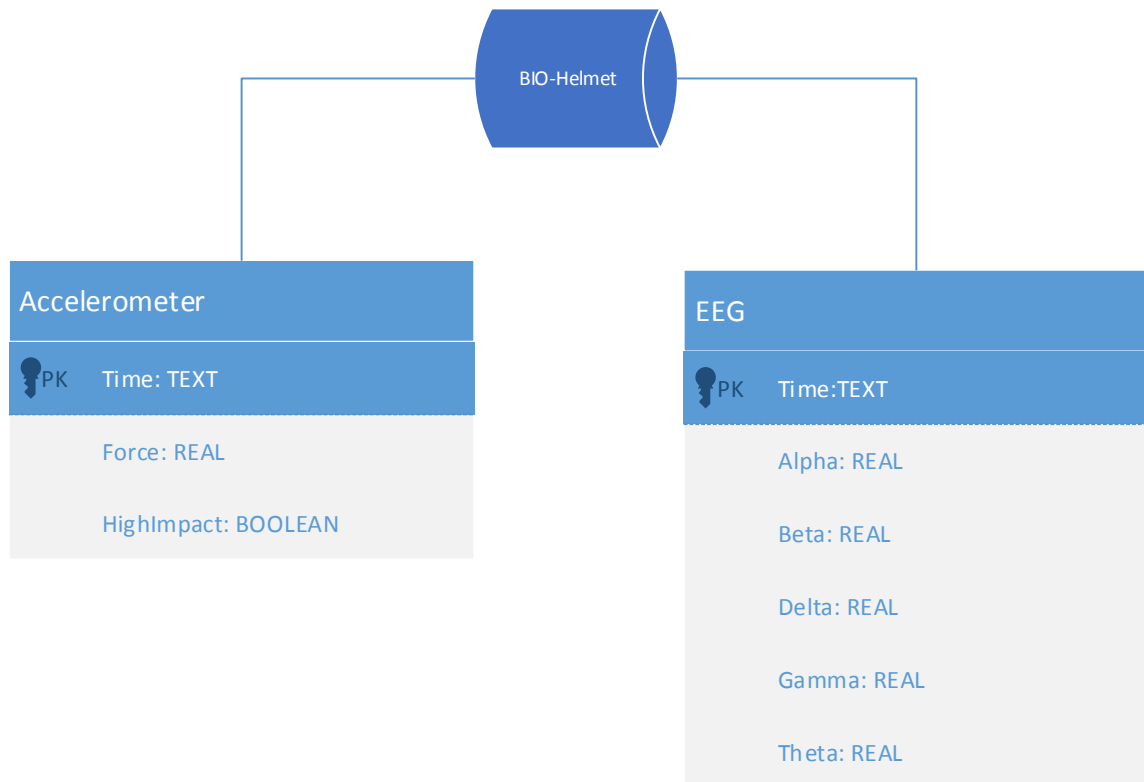 BIO-Helmet
Accelerometer
PK Time: TEXT
Force: REAL
HighImpact: BOOLEAN
EEG
PK Time:TEXT
Alpha: REAL
Beta: REAL
Delta: REAL
Gamma: REAL
Theta: REAL